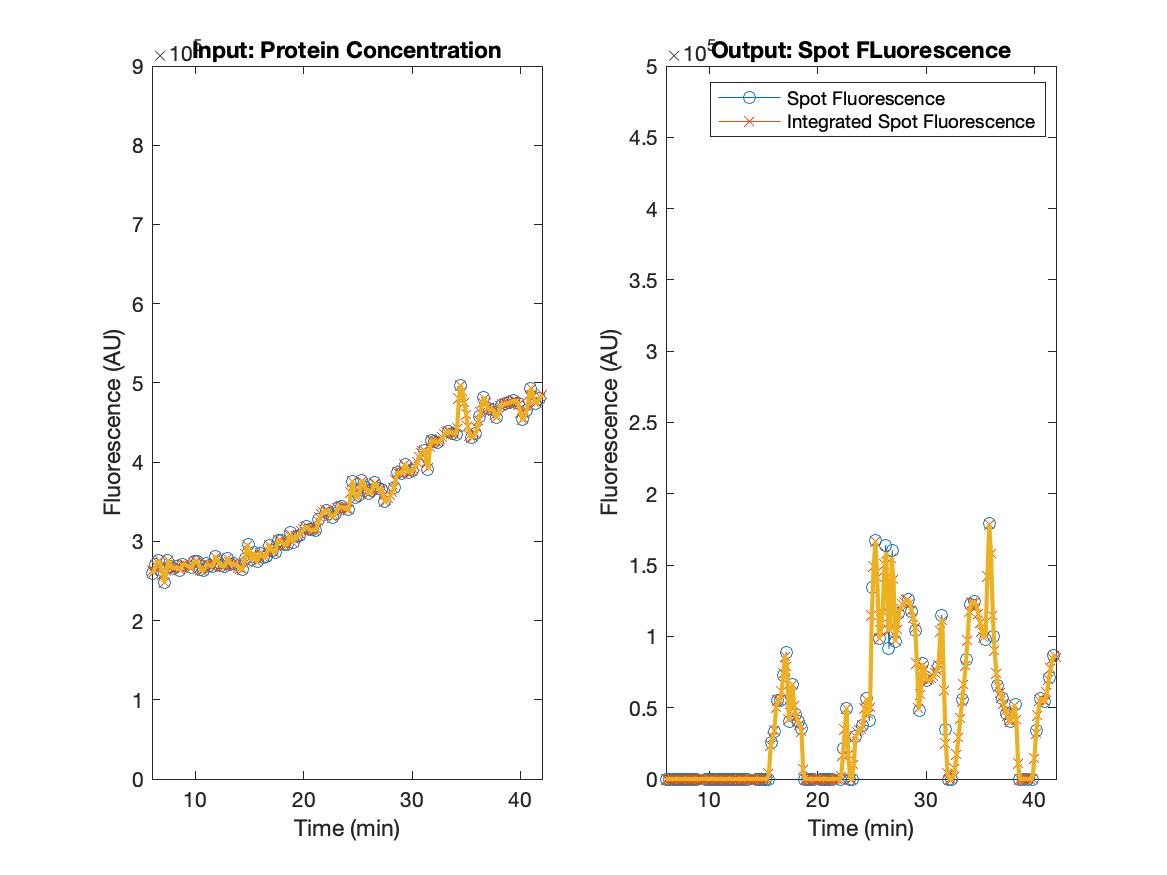 ×10^5
Input: Protein Concentration
9
8
7
6
5
4
3
2
1
0
Fluorescence (AU)
10 20 30 40
Time (min)
×10^5
Output: Spot FLuorescence
Spot Fluorescence
Integrated Spot Fluorescence
5
4.5
4
3.5
3
2.5
2
1.5
1
0.5
0
Fluorescence (AU)
10 20 30 40
Time (min)